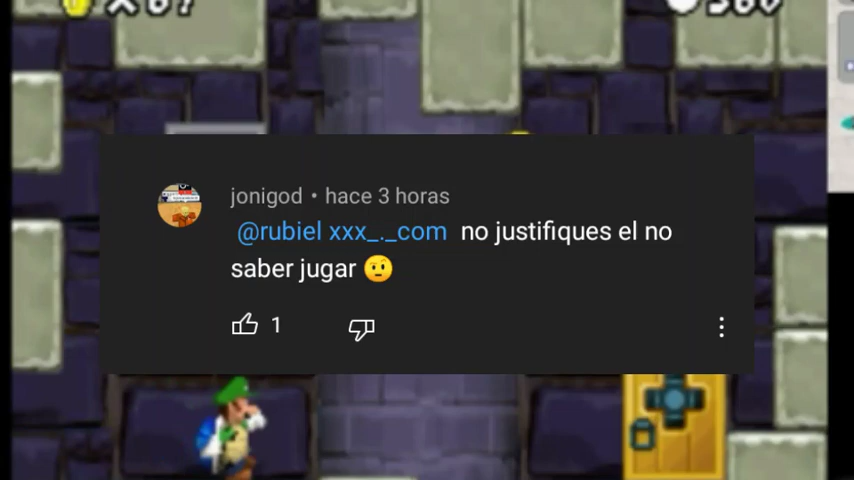 jonigod • hace 3 horas
@rubiel xxx_._com no justifiques el no
saber jugar 🤨
1